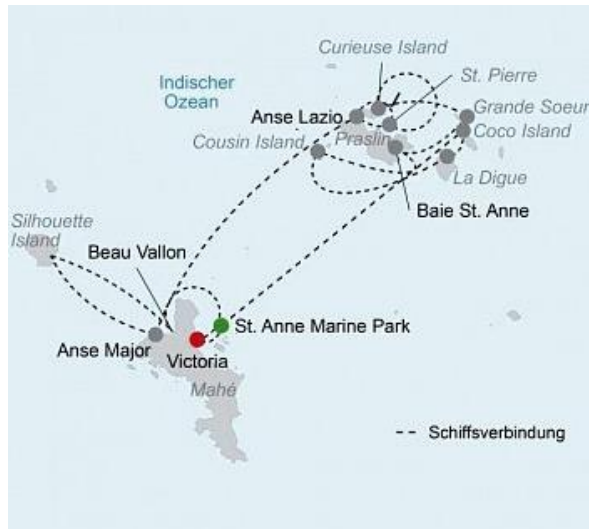 Curieuse Island
St. Pierre
Indischer
Ozean
Anse Lazio
Grande Soeur
Praslin
Coco Island
Cousin Island
La Digue
Baie St. Anne
Silhouette
Island
Beau Vallon
St. Anne Marine Park
Anse Major
Victoria
Mahé
Schiffsverbindung